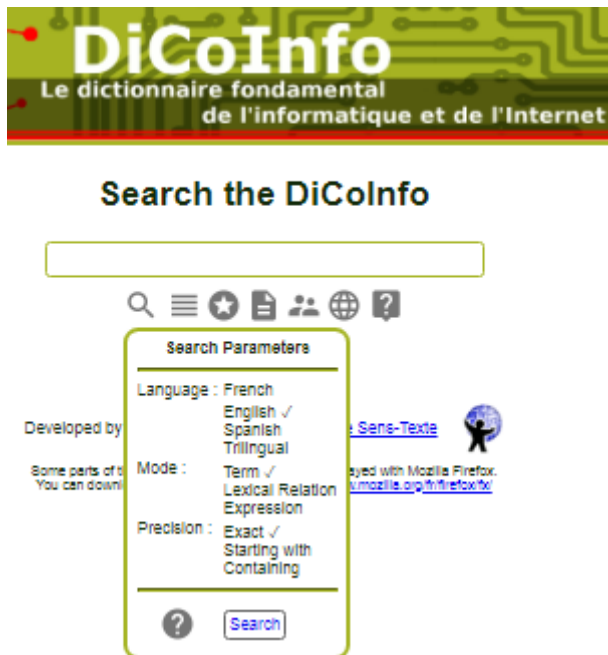 DiCoInfo
Le dictionnaire fondamental
de l'informatique et de l'Internet
Search the DiCoInfo
Search Parameters
Language : French
English ✓
Spanish
Trilingual
Developed by
e Sens-Texte
Mode : Term ✓
Lexical Relation
Expression
Some parts of t
ayed with Mozilla Firefox.
You can downl
w.mozilla.org/fr/firefox/fx/
Precision : Exact ✓
Starting with
Containing
? Search